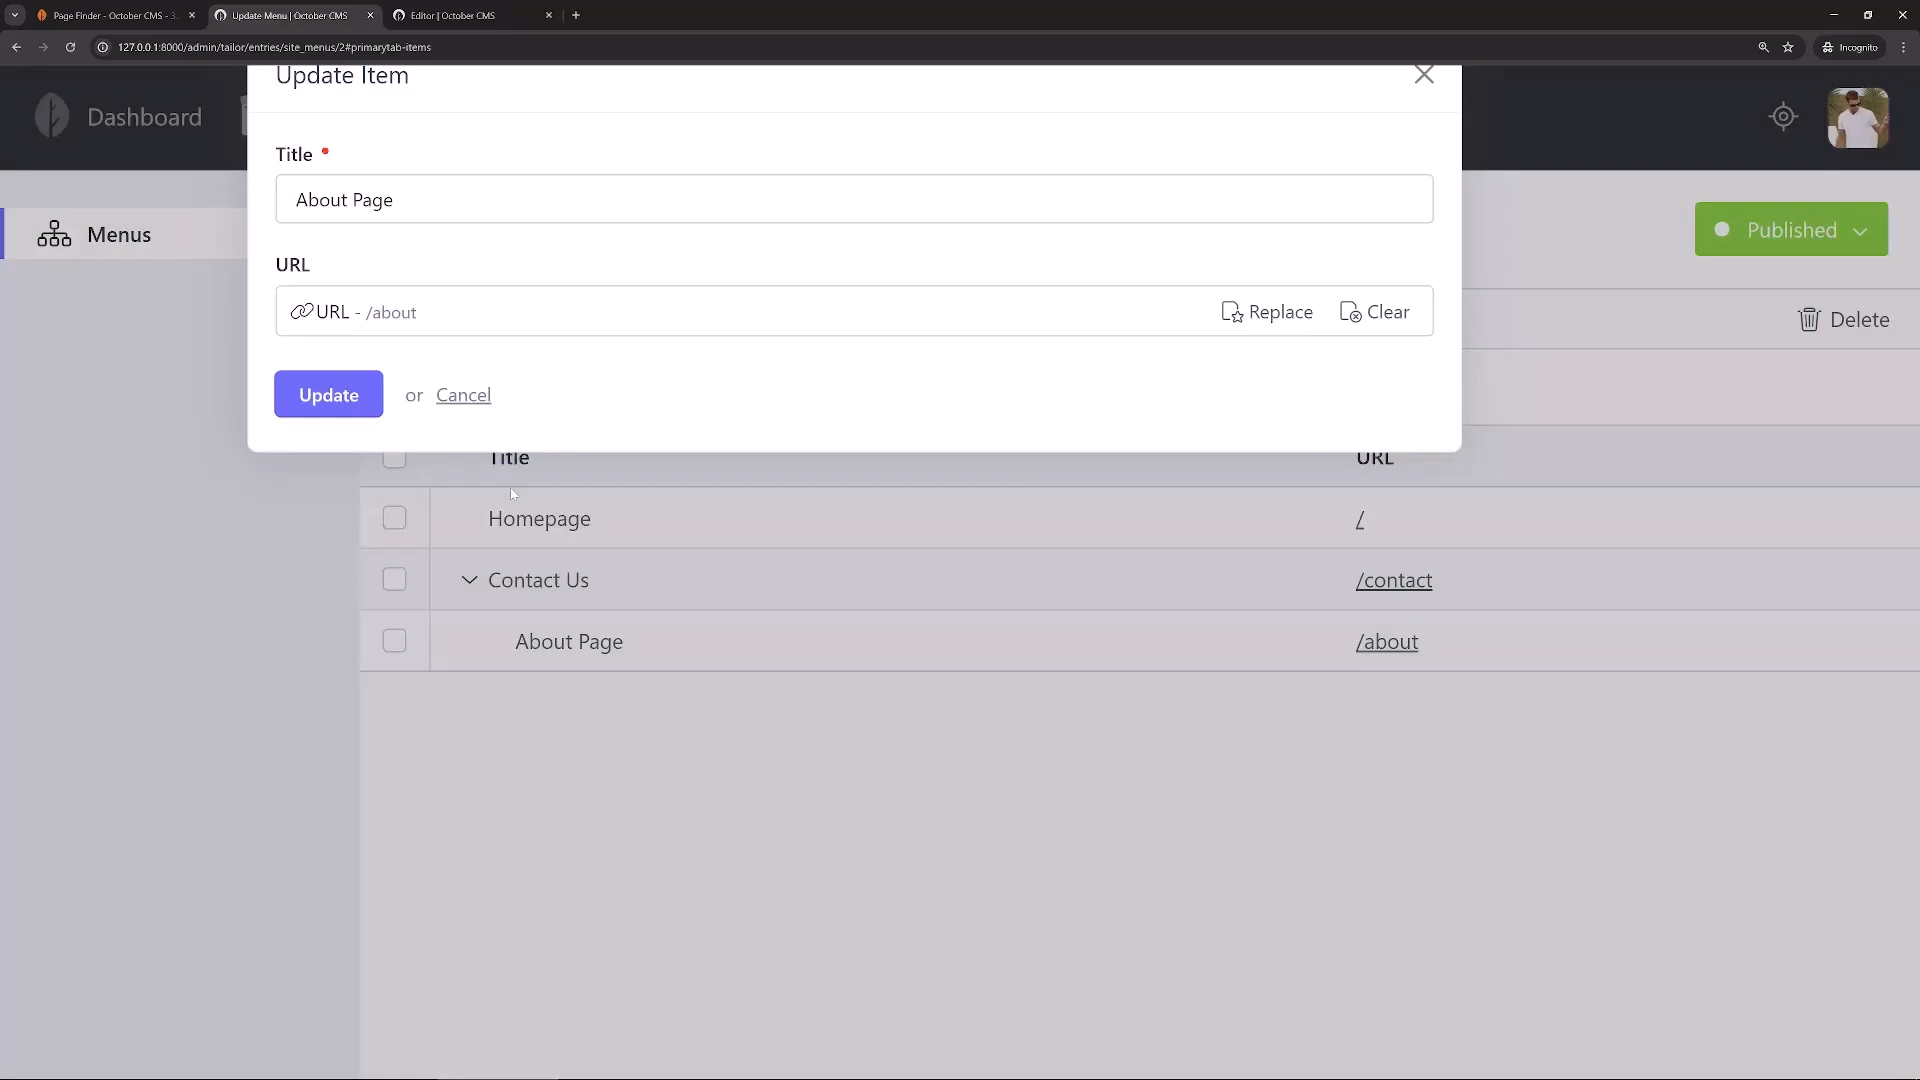 Page Finder - October CMS - 3.
Update Menu | October CMS
Editor | October CMS
127.0.0.1:8000/admin/tailor/entries/site_menus/2#primarytab-items
Incognito
Update Item
Dashboard
Title
About Page
Menus
Published
URL
URL - /about
Replace
Clear
Delete
Update
or
Cancel
Title
URL
Homepage
/
Contact Us
/contact
About Page
/about